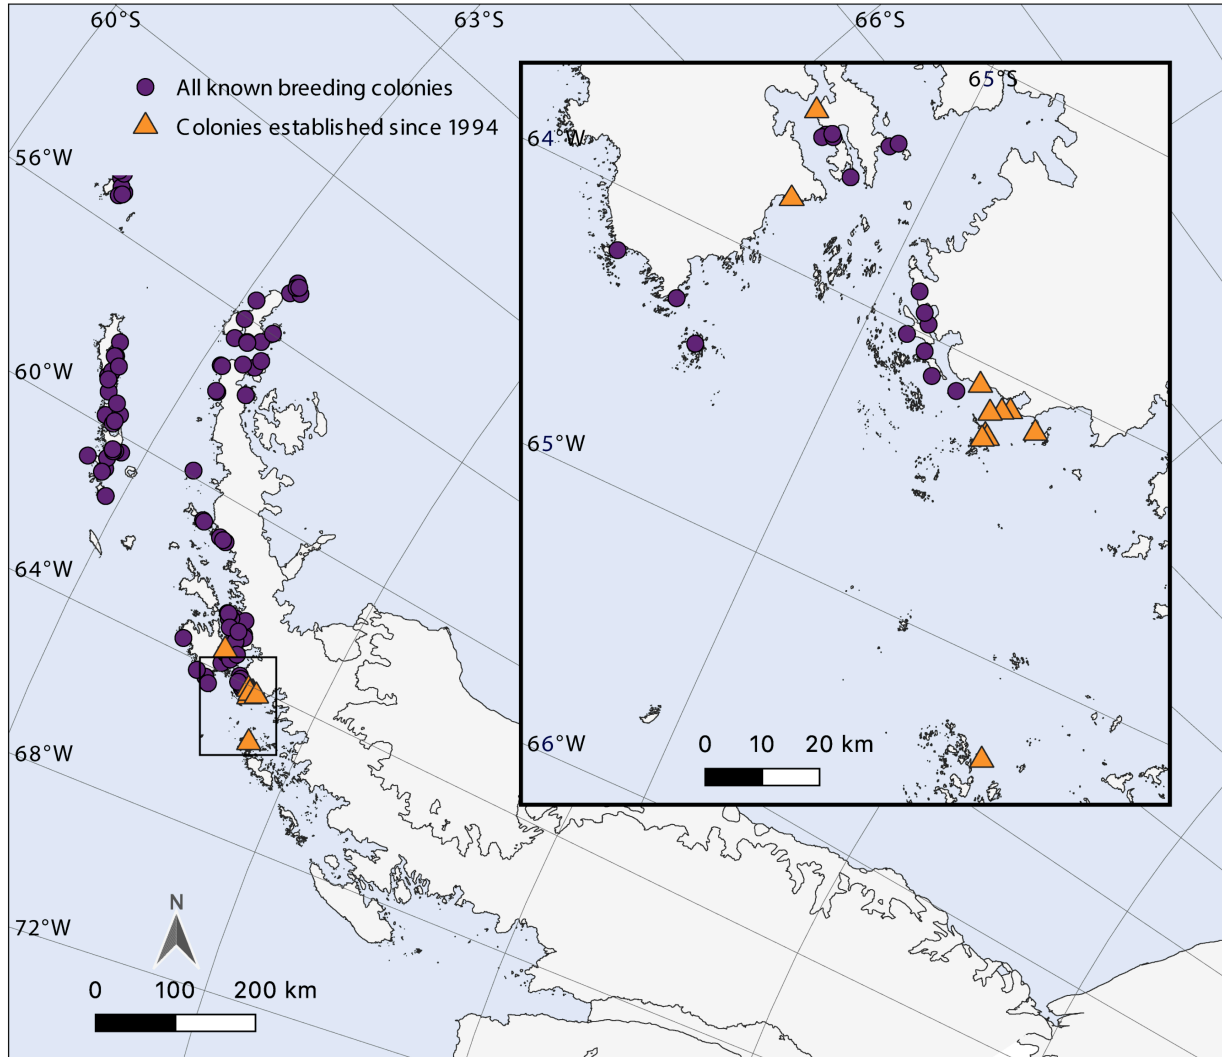 60°S
63°S
66°S
All known breeding colonies
Colonies established since 1994
56°W
60°W
64°W
68°W
72°W
N
0 100 200 km
65°S
64°W
65°W
66°W
0 10 20 km